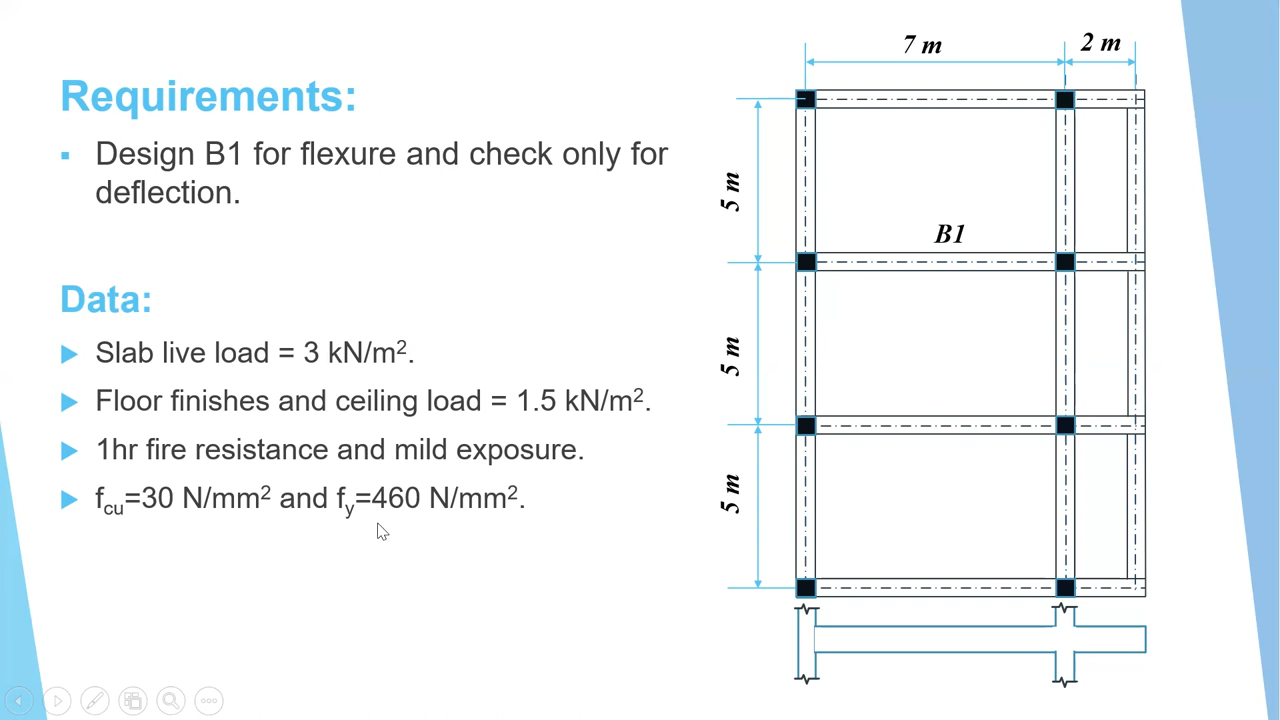 Requirements:
▪ Design B1 for flexure and check only for
deflection.
Data:
▶ Slab live load = 3 kN/m².
▶ Floor finishes and ceiling load = 1.5 kN/m².
▶ 1hr fire resistance and mild exposure.
▶ fcu=30 N/mm² and fy=460 N/mm².
7 m
2 m
5 m
B1
5 m
5 m